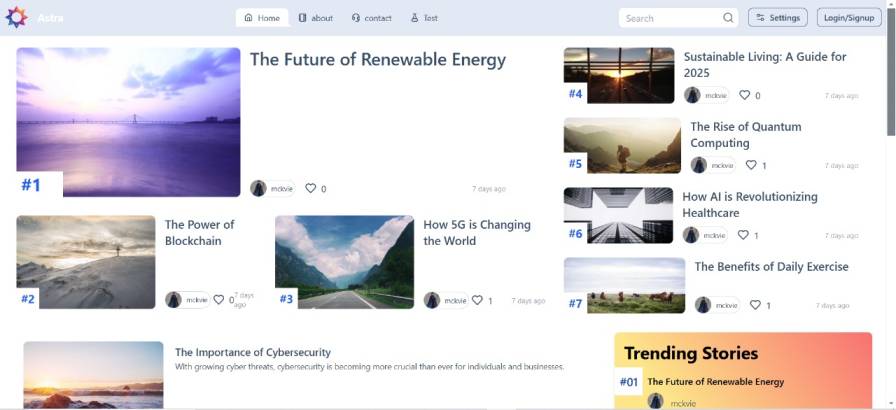 Astra
Home
about
contact
Test
Search
Settings
Login/Signup
The Future of Renewable Energy
#1
mckvie
0
7 days ago
The Power of
Blockchain
#2
mckvie
0
7 days
ago
How 5G is Changing
the World
#3
mckvie
1
7 days ago
Sustainable Living: A Guide for
2025
#4
mckvie
0
7 days ago
The Rise of Quantum
Computing
#5
mckvie
1
7 days ago
How AI is Revolutionizing
Healthcare
#6
mckvie
1
7 days ago
The Benefits of Daily Exercise
#7
mckvie
1
7 days ago
The Importance of Cybersecurity
With growing cyber threats, cybersecurity is becoming more crucial than ever for individuals and businesses.
Trending Stories
#01
The Future of Renewable Energy
mckvie